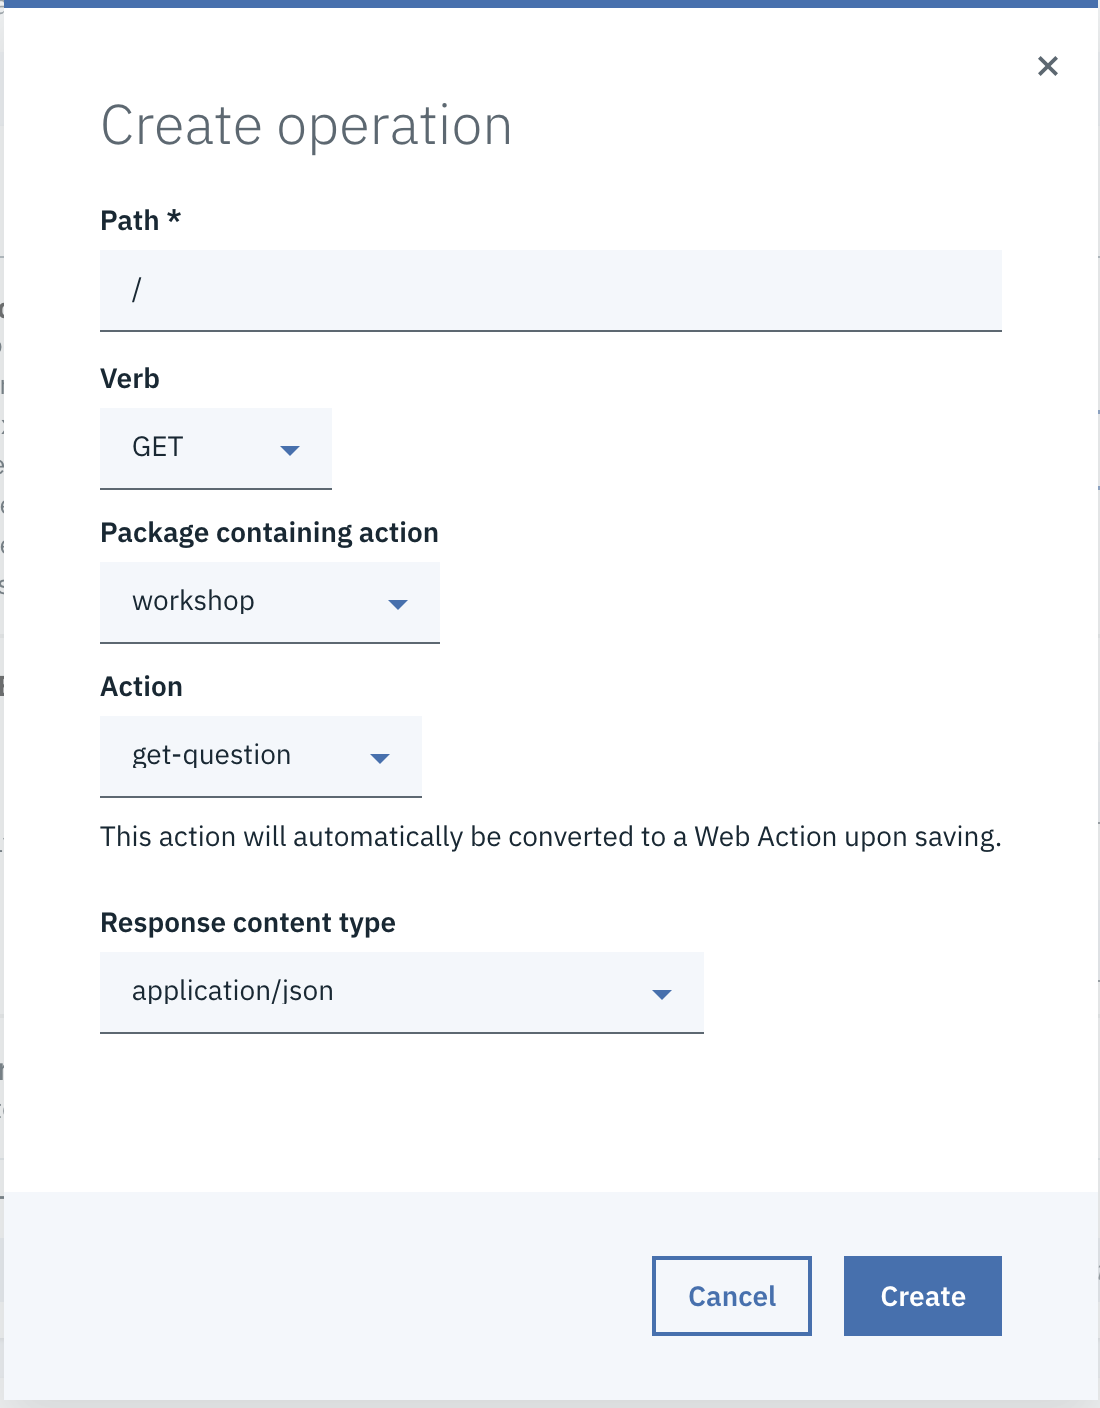 Create operation
Path *
/
Verb
GET
Package containing action
workshop
Action
get-question
This action will automatically be converted to a Web Action upon saving.
Response content type
application/json
Cancel
Create